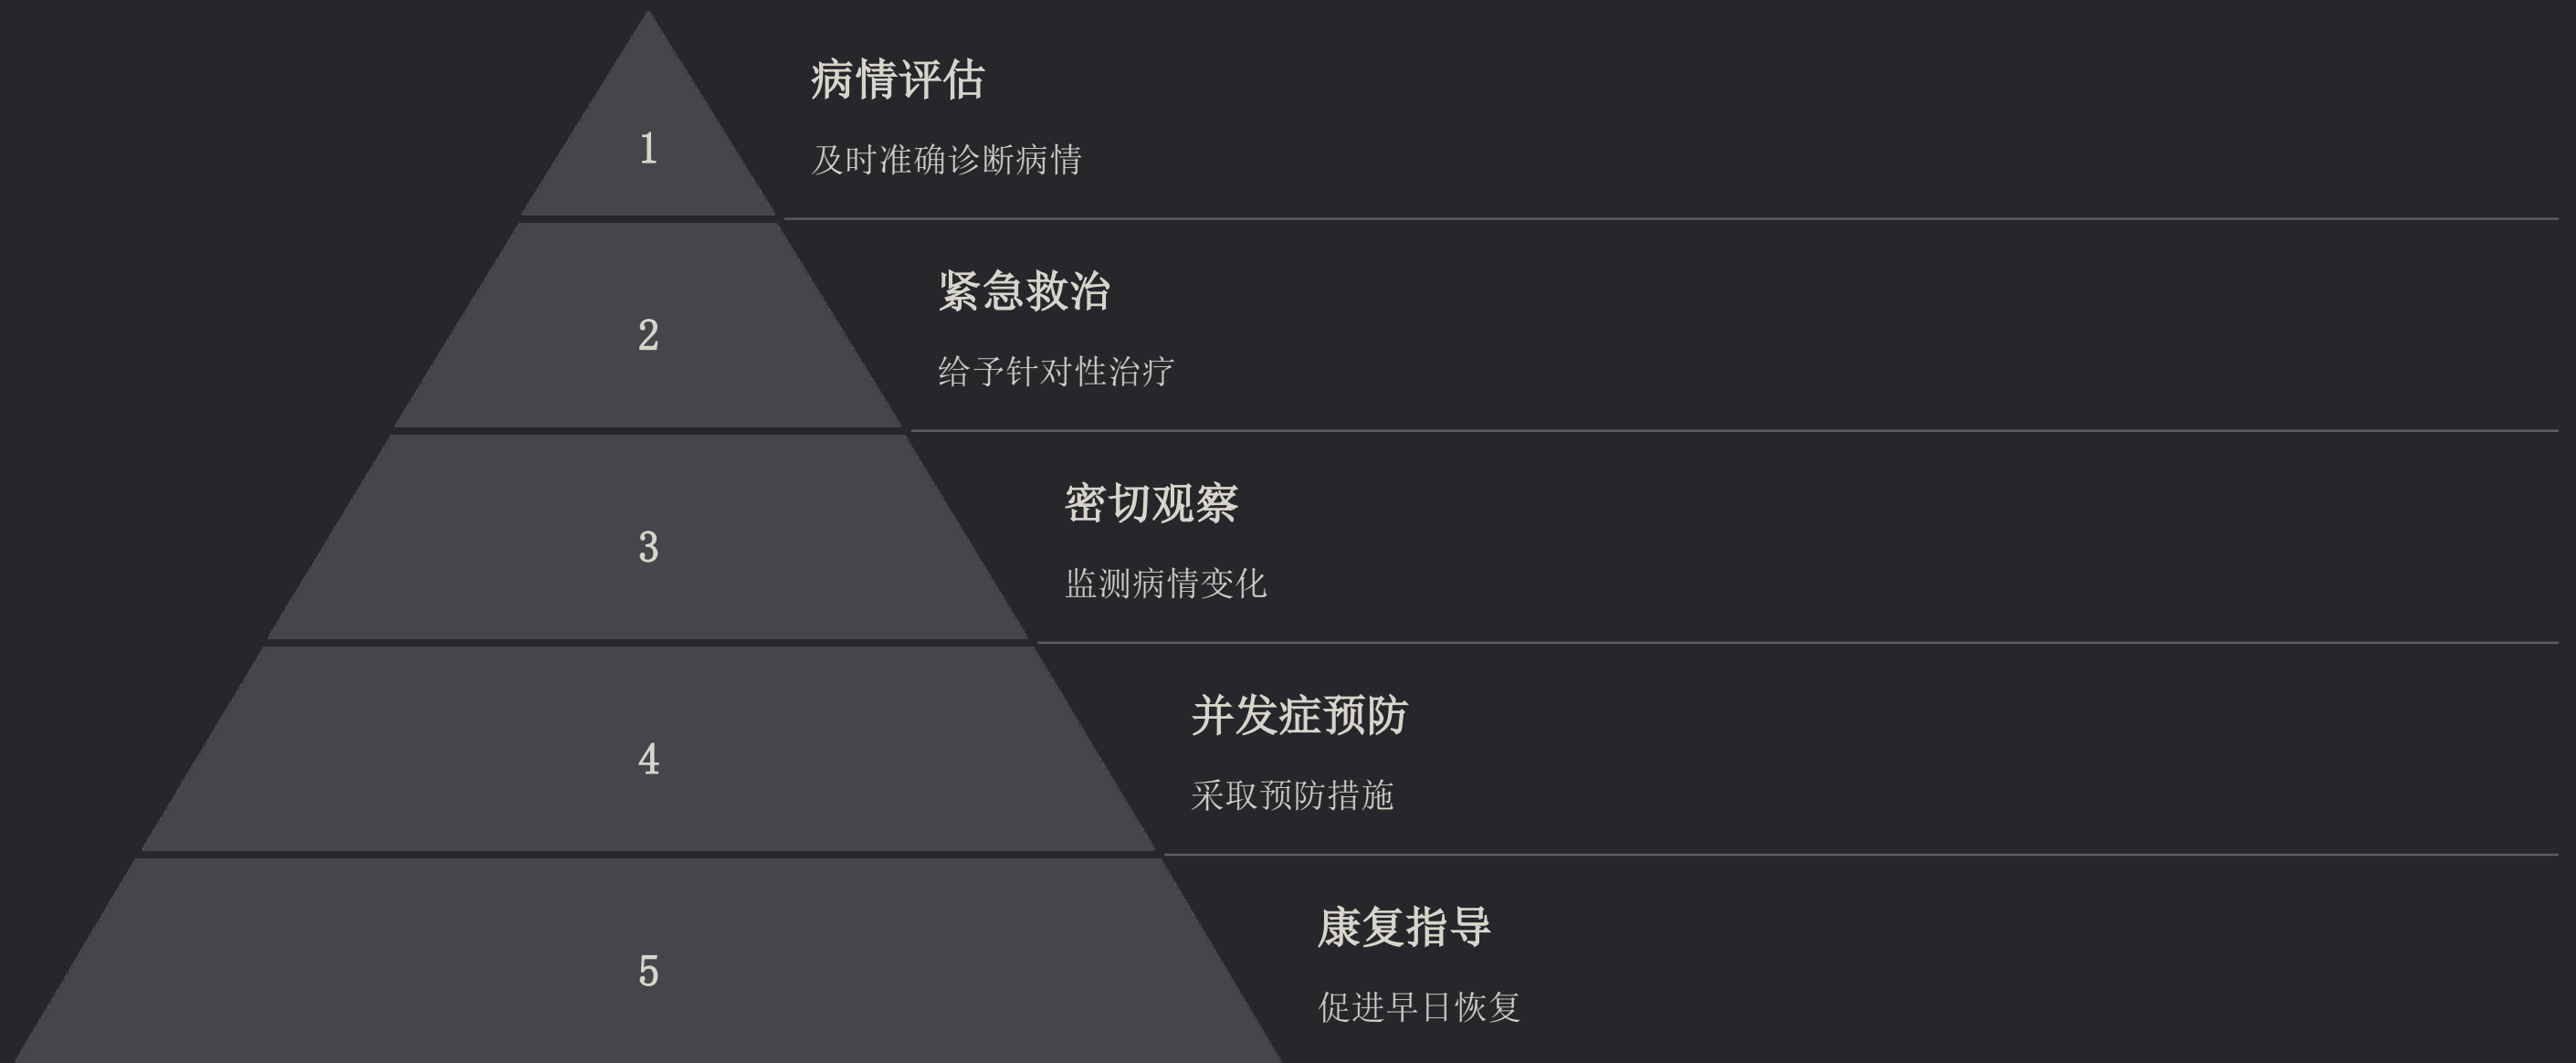 病情评估
1
及时准确诊断病情
紧急救治
2
给予针对性治疗
密切观察
3
监测病情变化
并发症预防
4
采取预防措施
康复指导
5
促进早日恢复